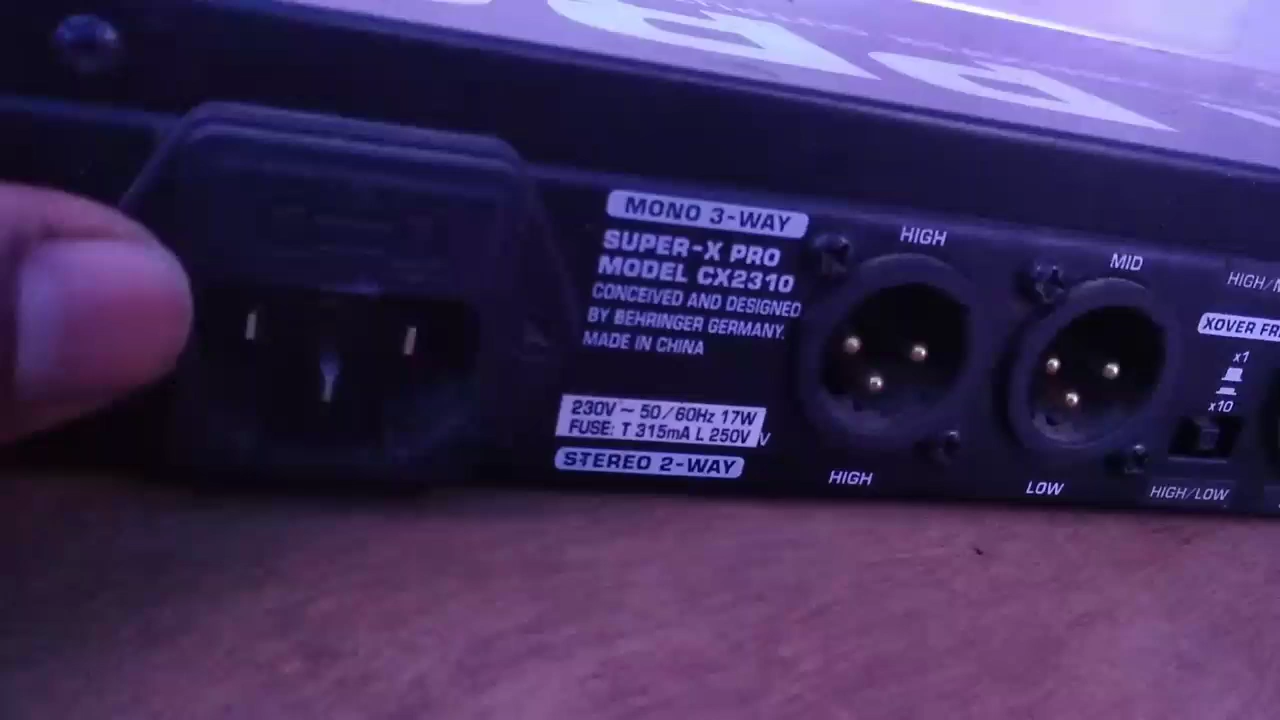 MONO 3-WAY
SUPER-X PRO
MODEL CX2310
CONCEIVED AND DESIGNED
BY BEHRINGER GERMANY.
MADE IN CHINA
230V ~ 50/60Hz 17W
FUSE: T 315mA L 250V V
STEREO 2-WAY
HIGH
HIGH
MID
LOW
HIGH/
XOVER FR
x1
x10
HIGH/LOW